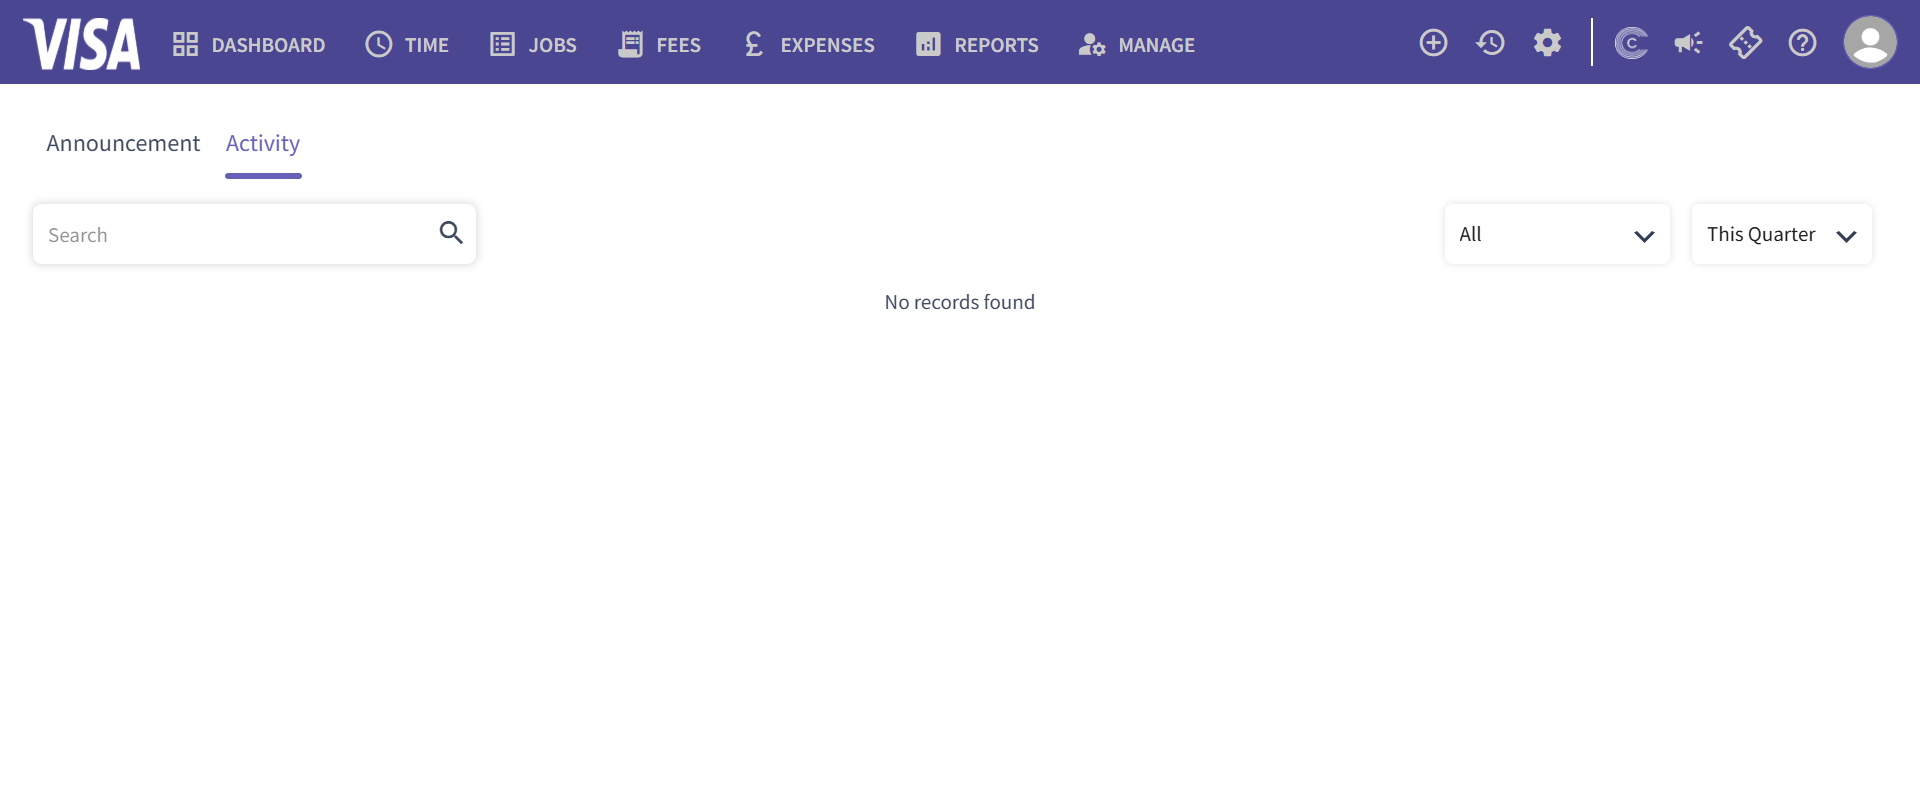 VISA
DASHBOARD
TIME
JOBS
FEES
£ EXPENSES
REPORTS
MANAGE
C
?
Announcement
Activity
Search
All
This Quarter
No records found